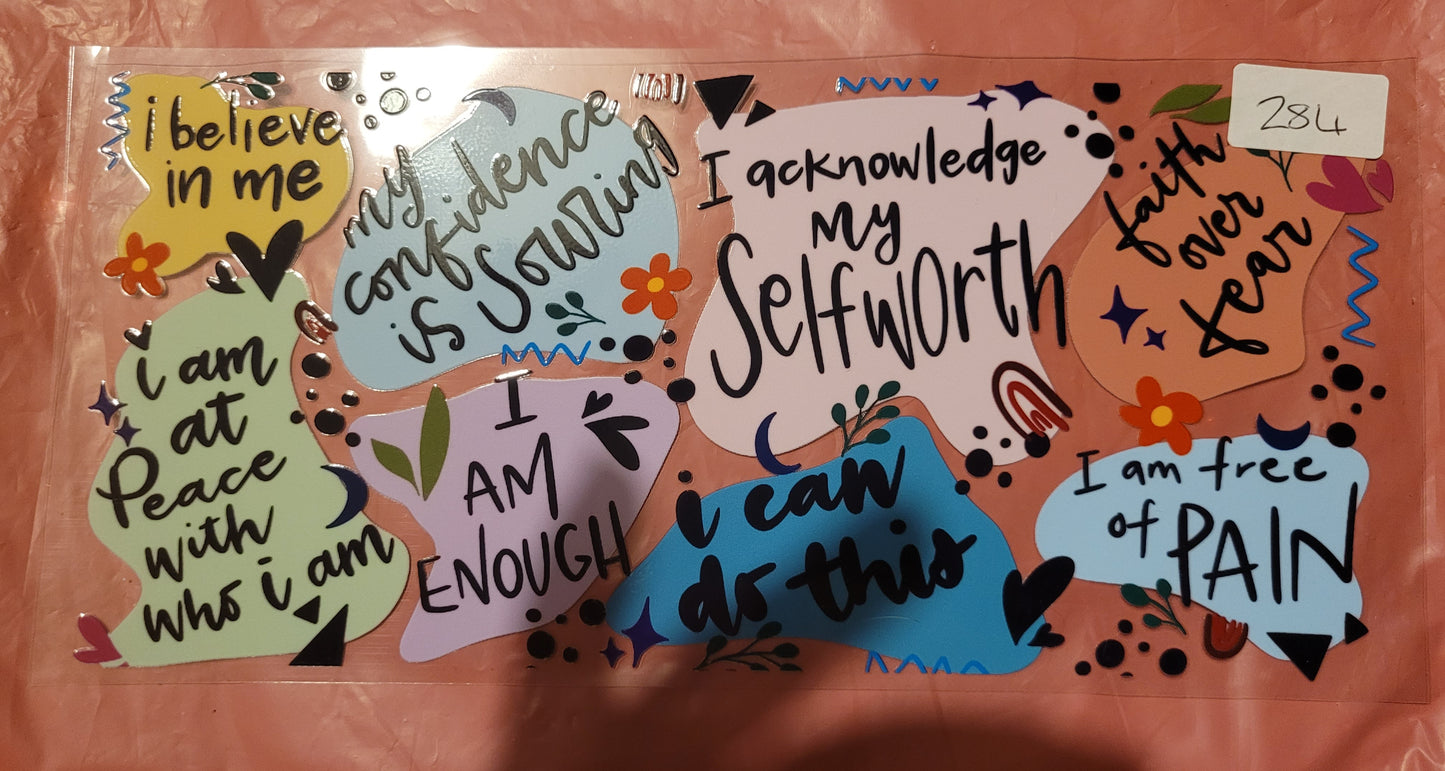 i believe
in me
my
confidence
is Sowring
I acknowledge
My
Selfworth
faith
over
fear
284
i am
at
Peace
with
who i am
I
AM
ENOUGH
i can
do this
I am free
of PAIN